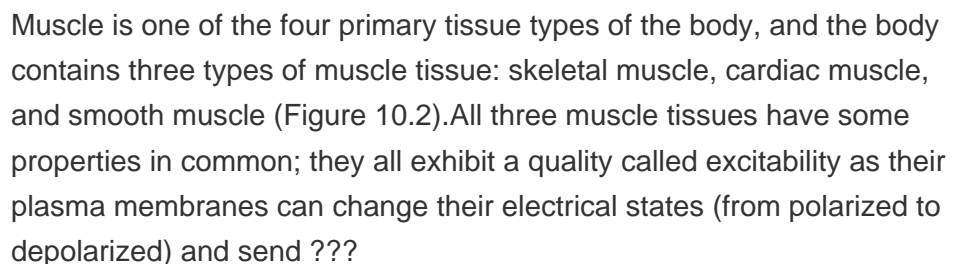 Muscle is one of the four primary tissue types of the body, and the body
contains three types of muscle tissue: skeletal muscle, cardiac muscle,
and smooth muscle (Figure 10.2).All three muscle tissues have some
properties in common; they all exhibit a quality called excitability as their
plasma membranes can change their electrical states (from polarized to
depolarized) and send ???